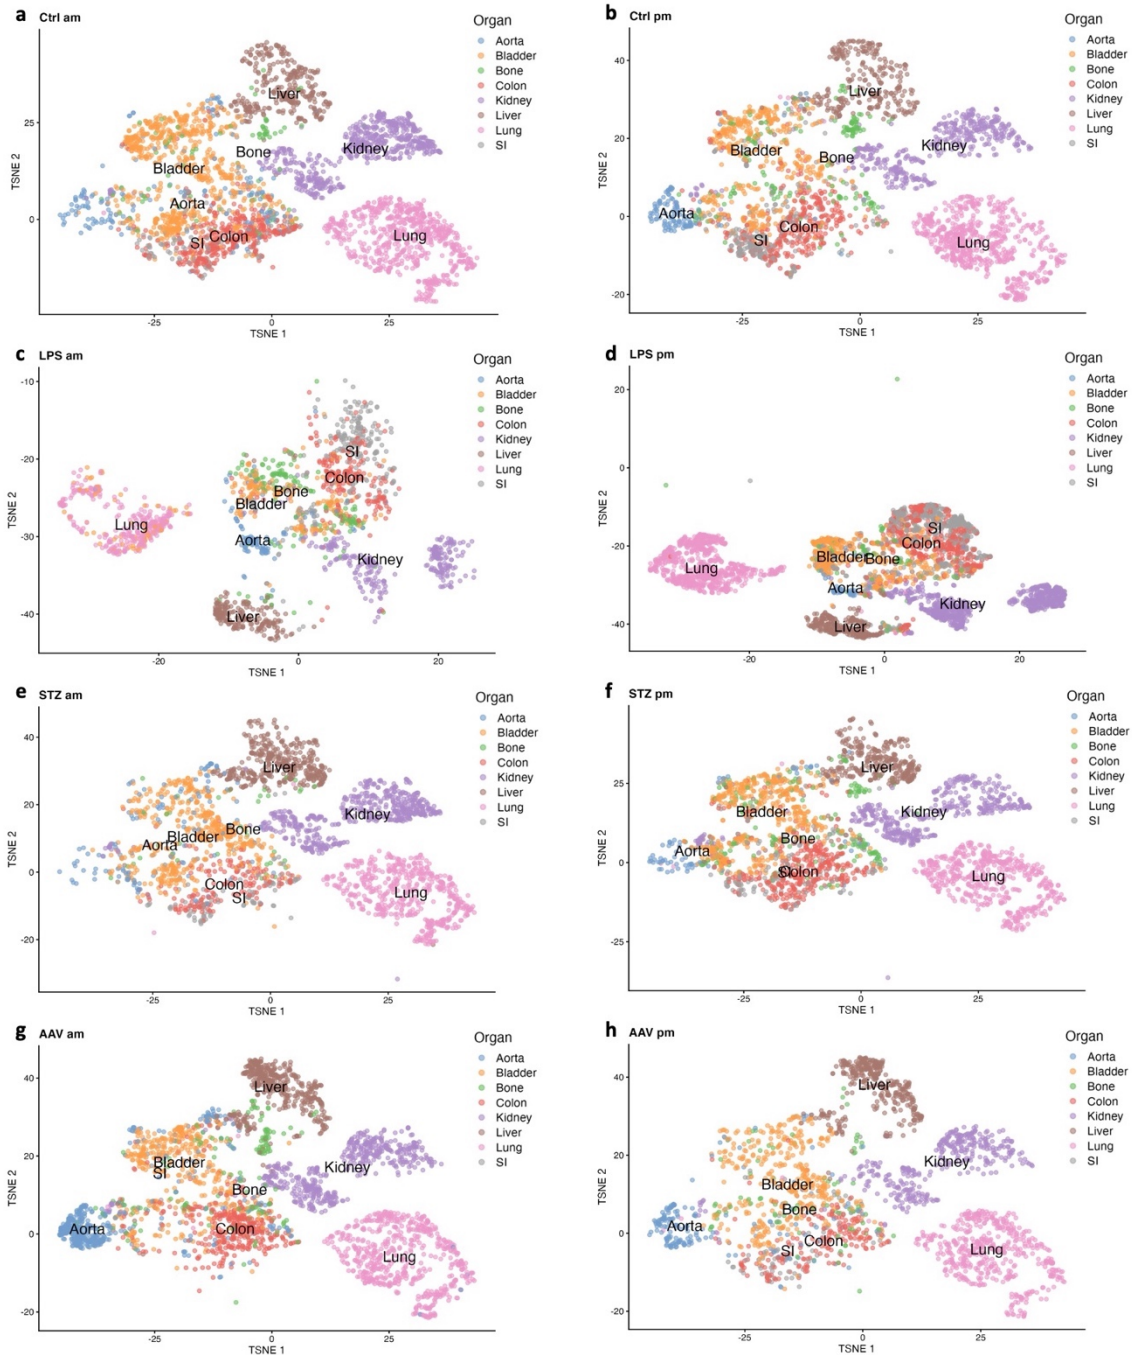 a Ctrl am
Organ
Aorta
Bladder
Bone
Colon
Kidney
Liver
Lung
SI
25
0
TSNE 2
-25
0
25
TSNE 1
Liver
Bone
Kidney
Bladder
Aorta
SI
Colon
Lung
b Ctrl pm
Organ
Aorta
Bladder
Bone
Colon
Kidney
Liver
Lung
SI
40
20
0
-20
TSNE 2
-25
0
25
TSNE 1
Liver
Bladder
Bone
Kidney
Aorta
Colon
SI
Lung
c LPS am
Organ
Aorta
Bladder
Bone
Colon
Kidney
Liver
Lung
SI
-10
-20
-30
-40
TSNE 2
-20
0
20
TSNE 1
SI
Colon
Bone
Bladder
Lung
Aorta
Kidney
Liver
d LPS pm
Organ
Aorta
Bladder
Bone
Colon
Kidney
Liver
Lung
SI
20
0
-20
-40
TSNE 2
-20
0
20
TSNE 1
SI
Colon
Bladder
Bone
Lung
Aorta
Kidney
Liver
e STZ am
Organ
Aorta
Bladder
Bone
Colon
Kidney
Liver
Lung
SI
40
20
0
-20
TSNE 2
-25
0
25
TSNE 1
Liver
Kidney
Bone
Bladder
Aorta
Colon
SI
Lung
f STZ pm
Organ
Aorta
Bladder
Bone
Colon
Kidney
Liver
Lung
SI
25
0
-25
TSNE 2
-25
0
25
TSNE 1
Liver
Bladder
Kidney
Bone
Aorta
SI
Colon
Lung
g AAV am
Organ
Aorta
Bladder
Bone
Colon
Kidney
Liver
Lung
SI
40
20
0
-20
TSNE 2
-25
0
25
TSNE 1
Liver
Bladder
SI
Kidney
Bone
Aorta
Colon
Lung
h AAV pm
Organ
Aorta
Bladder
Bone
Colon
Kidney
Liver
Lung
SI
40
20
0
-20
TSNE 2
-25
0
25
TSNE 1
Liver
Kidney
Bladder
Bone
Aorta
Colon
SI
Lung